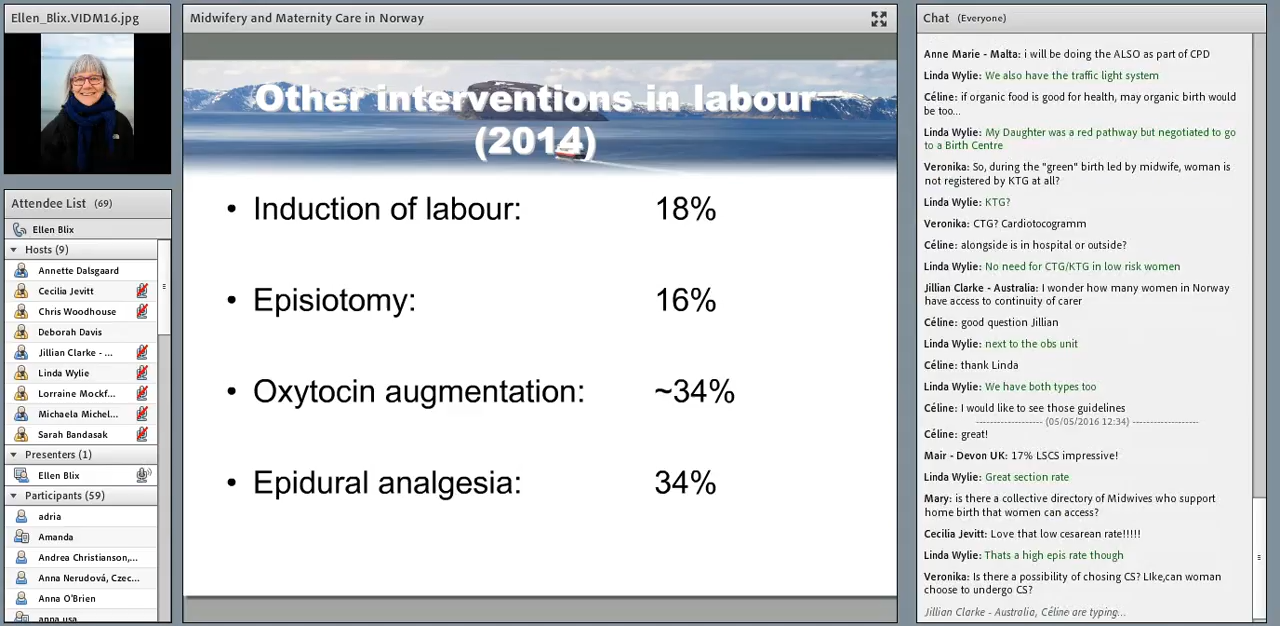 Ellen_Blix.VIDM16.jpg
Attendee List (69)
Ellen Blix
Hosts (9)
Annette Dalsgaard
Cecilia Jevitt
Chris Woodhouse
Deborah Davis
Jillian Clarke - ...
Linda Wylie
Lorraine Mockf...
Michaela Michel...
Sarah Bandasak
Presenters (1)
Ellen Blix
Participants (59)
adria
Amanda
Andrea Christianson,...
Anna Nerudová, Czec...
Anna O'Brien
anna usa
Midwifery and Maternity Care in Norway
Other interventions in labour
(2014)
• Induction of labour: 18%
• Episiotomy: 16%
• Oxytocin augmentation: ~34%
• Epidural analgesia: 34%
Chat (Everyone)
Anne Marie - Malta: i will be doing the ALSO as part of CPD
Linda Wylie: We also have the traffic light system
Céline: if organic food is good for health, may organic birth would
be too...
Linda Wylie: My Daughter was a red pathway but negotiated to go
to a Birth Centre
Veronika: So, during the "green" birth led by midwife, woman is
not registered by KTG at all?
Linda Wylie: KTG?
Veronika: CTG? Cardiotocogramm
Céline: alongside is in hospital or outside?
Linda Wylie: No need for CTG/KTG in low risk women
Jillian Clarke - Australia: I wonder how many women in Norway
have access to continuity of carer
Céline: good question Jillian
Linda Wylie: next to the obs unit
Céline: thank Linda
Linda Wylie: We have both types too
Céline: I would like to see those guidelines
-------------------- (05/05/2016 12:34) --------------------
Céline: great!
Mair - Devon UK: 17% LSCS impressive!
Linda Wylie: Great section rate
Mary: is there a collective directory of Midwives who support
home birth that women can access?
Cecilia Jevitt: Love that low cesarean rate!!!!!
Linda Wylie: Thats a high epis rate though
Veronika: Is there a possibility of chosing CS? LIke,can woman
choose to undergo CS?
Jillian Clarke - Australia, Céline are typing...